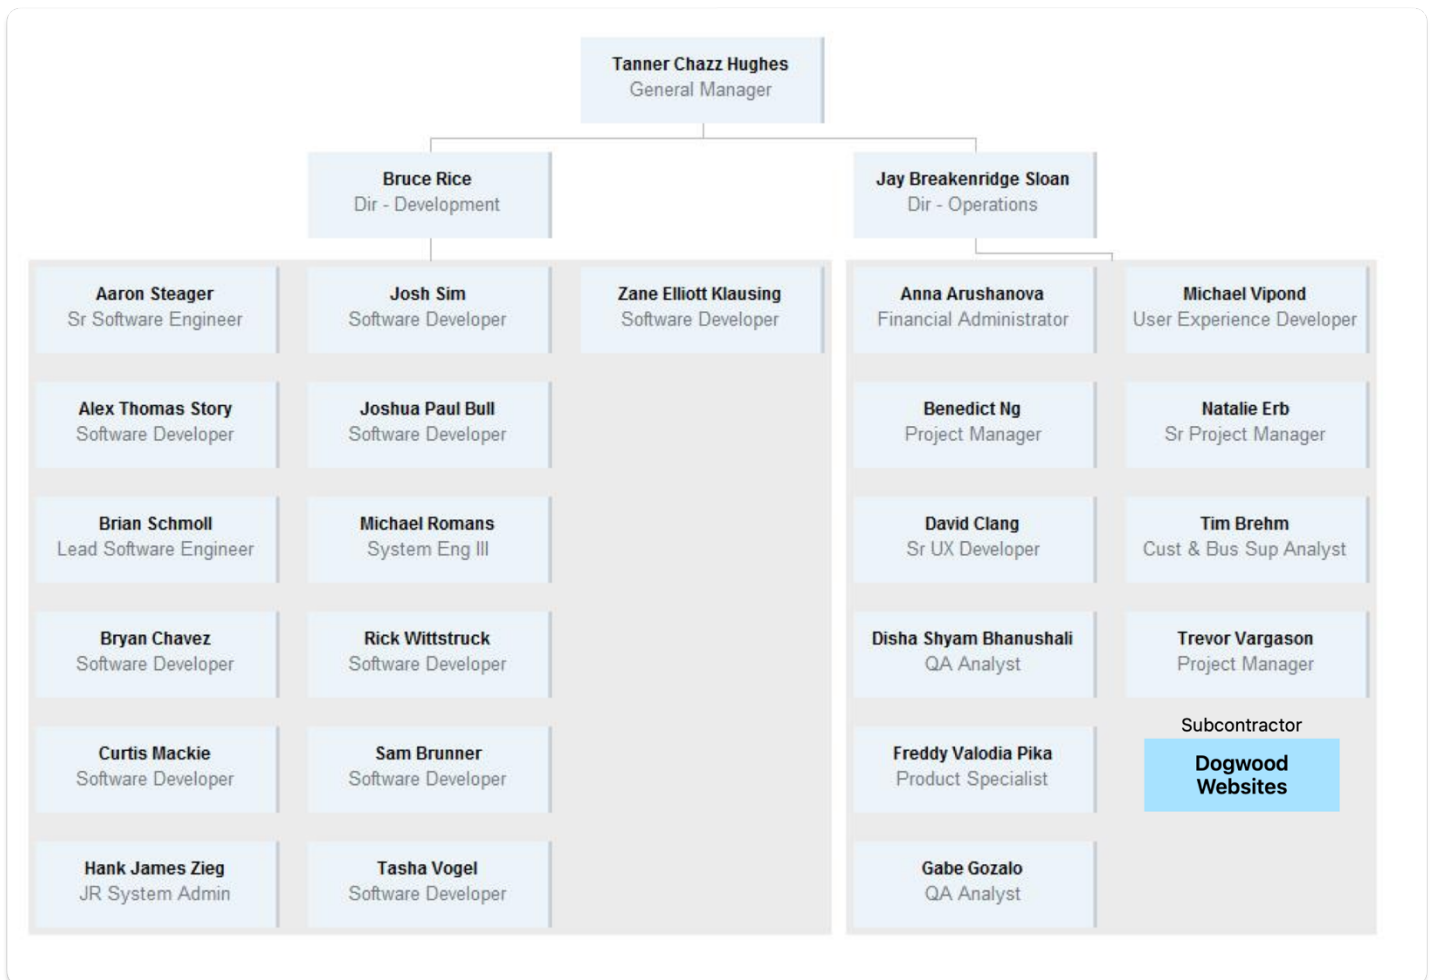 Tanner Chazz Hughes
General Manager
Bruce Rice
Dir - Development
Jay Breakenridge Sloan
Dir - Operations
Aaron Steager
Sr Software Engineer
Josh Sim
Software Developer
Zane Elliott Klausing
Software Developer
Anna Arushanova
Financial Administrator
Michael Vipond
User Experience Developer
Alex Thomas Story
Software Developer
Joshua Paul Bull
Software Developer
Benedict Ng
Project Manager
Natalie Erb
Sr Project Manager
Brian Schmoll
Lead Software Engineer
Michael Romans
System Eng III
David Clang
Sr UX Developer
Tim Brehm
Cust & Bus Sup Analyst
Bryan Chavez
Software Developer
Rick Wittstruck
Software Developer
Disha Shyam Bhanushali
QA Analyst
Trevor Vargason
Project Manager
Curtis Mackie
Software Developer
Sam Brunner
Software Developer
Freddy Valodia Pika
Product Specialist
Subcontractor
Dogwood
Websites
Hank James Zieg
JR System Admin
Tasha Vogel
Software Developer
Gabe Gozalo
QA Analyst